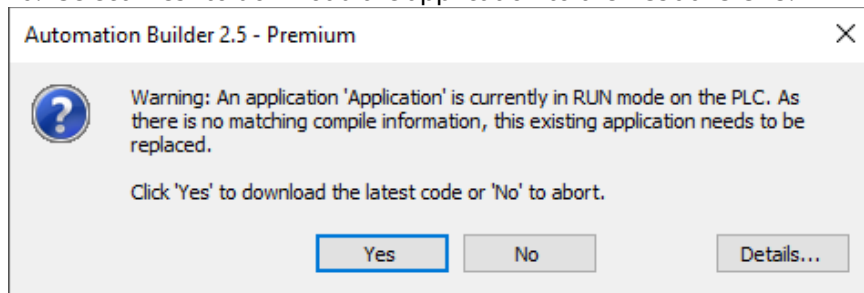 Automation Builder 2.5 - Premium
Warning: An application 'Application' is currently in RUN mode on the PLC. As
there is no matching compile information, this existing application needs to be
replaced.
Click 'Yes' to download the latest code or 'No' to abort.
Yes No Details...